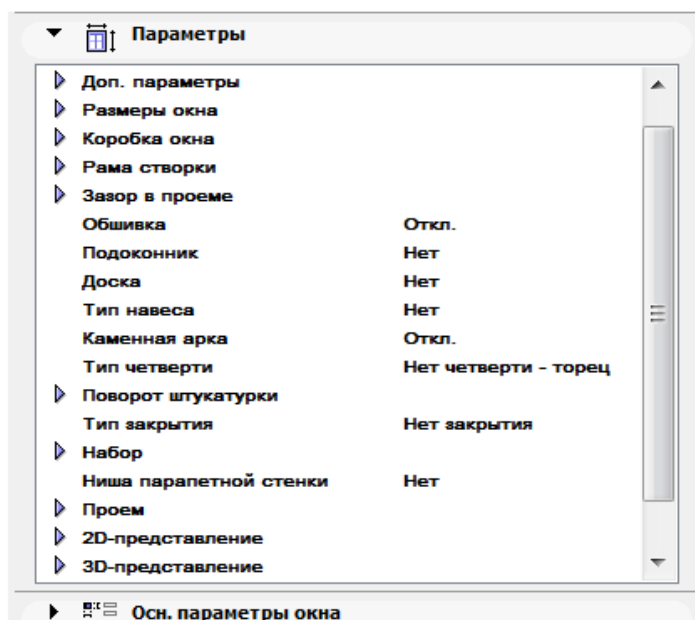 Параметры
Доп. параметры
Размеры окна
Коробка окна
Рама створки
Зазор в проеме
Обшивка Откл.
Подоконник Нет
Доска Нет
Тип навеса Нет
Каменная арка Откл.
Тип четверти Нет четверти - торец
Поворот штукатурки
Тип закрытия Нет закрытия
Набор
Ниша парапетной стенки Нет
Проем
2D-представление
3D-представление
Осн. параметры окна